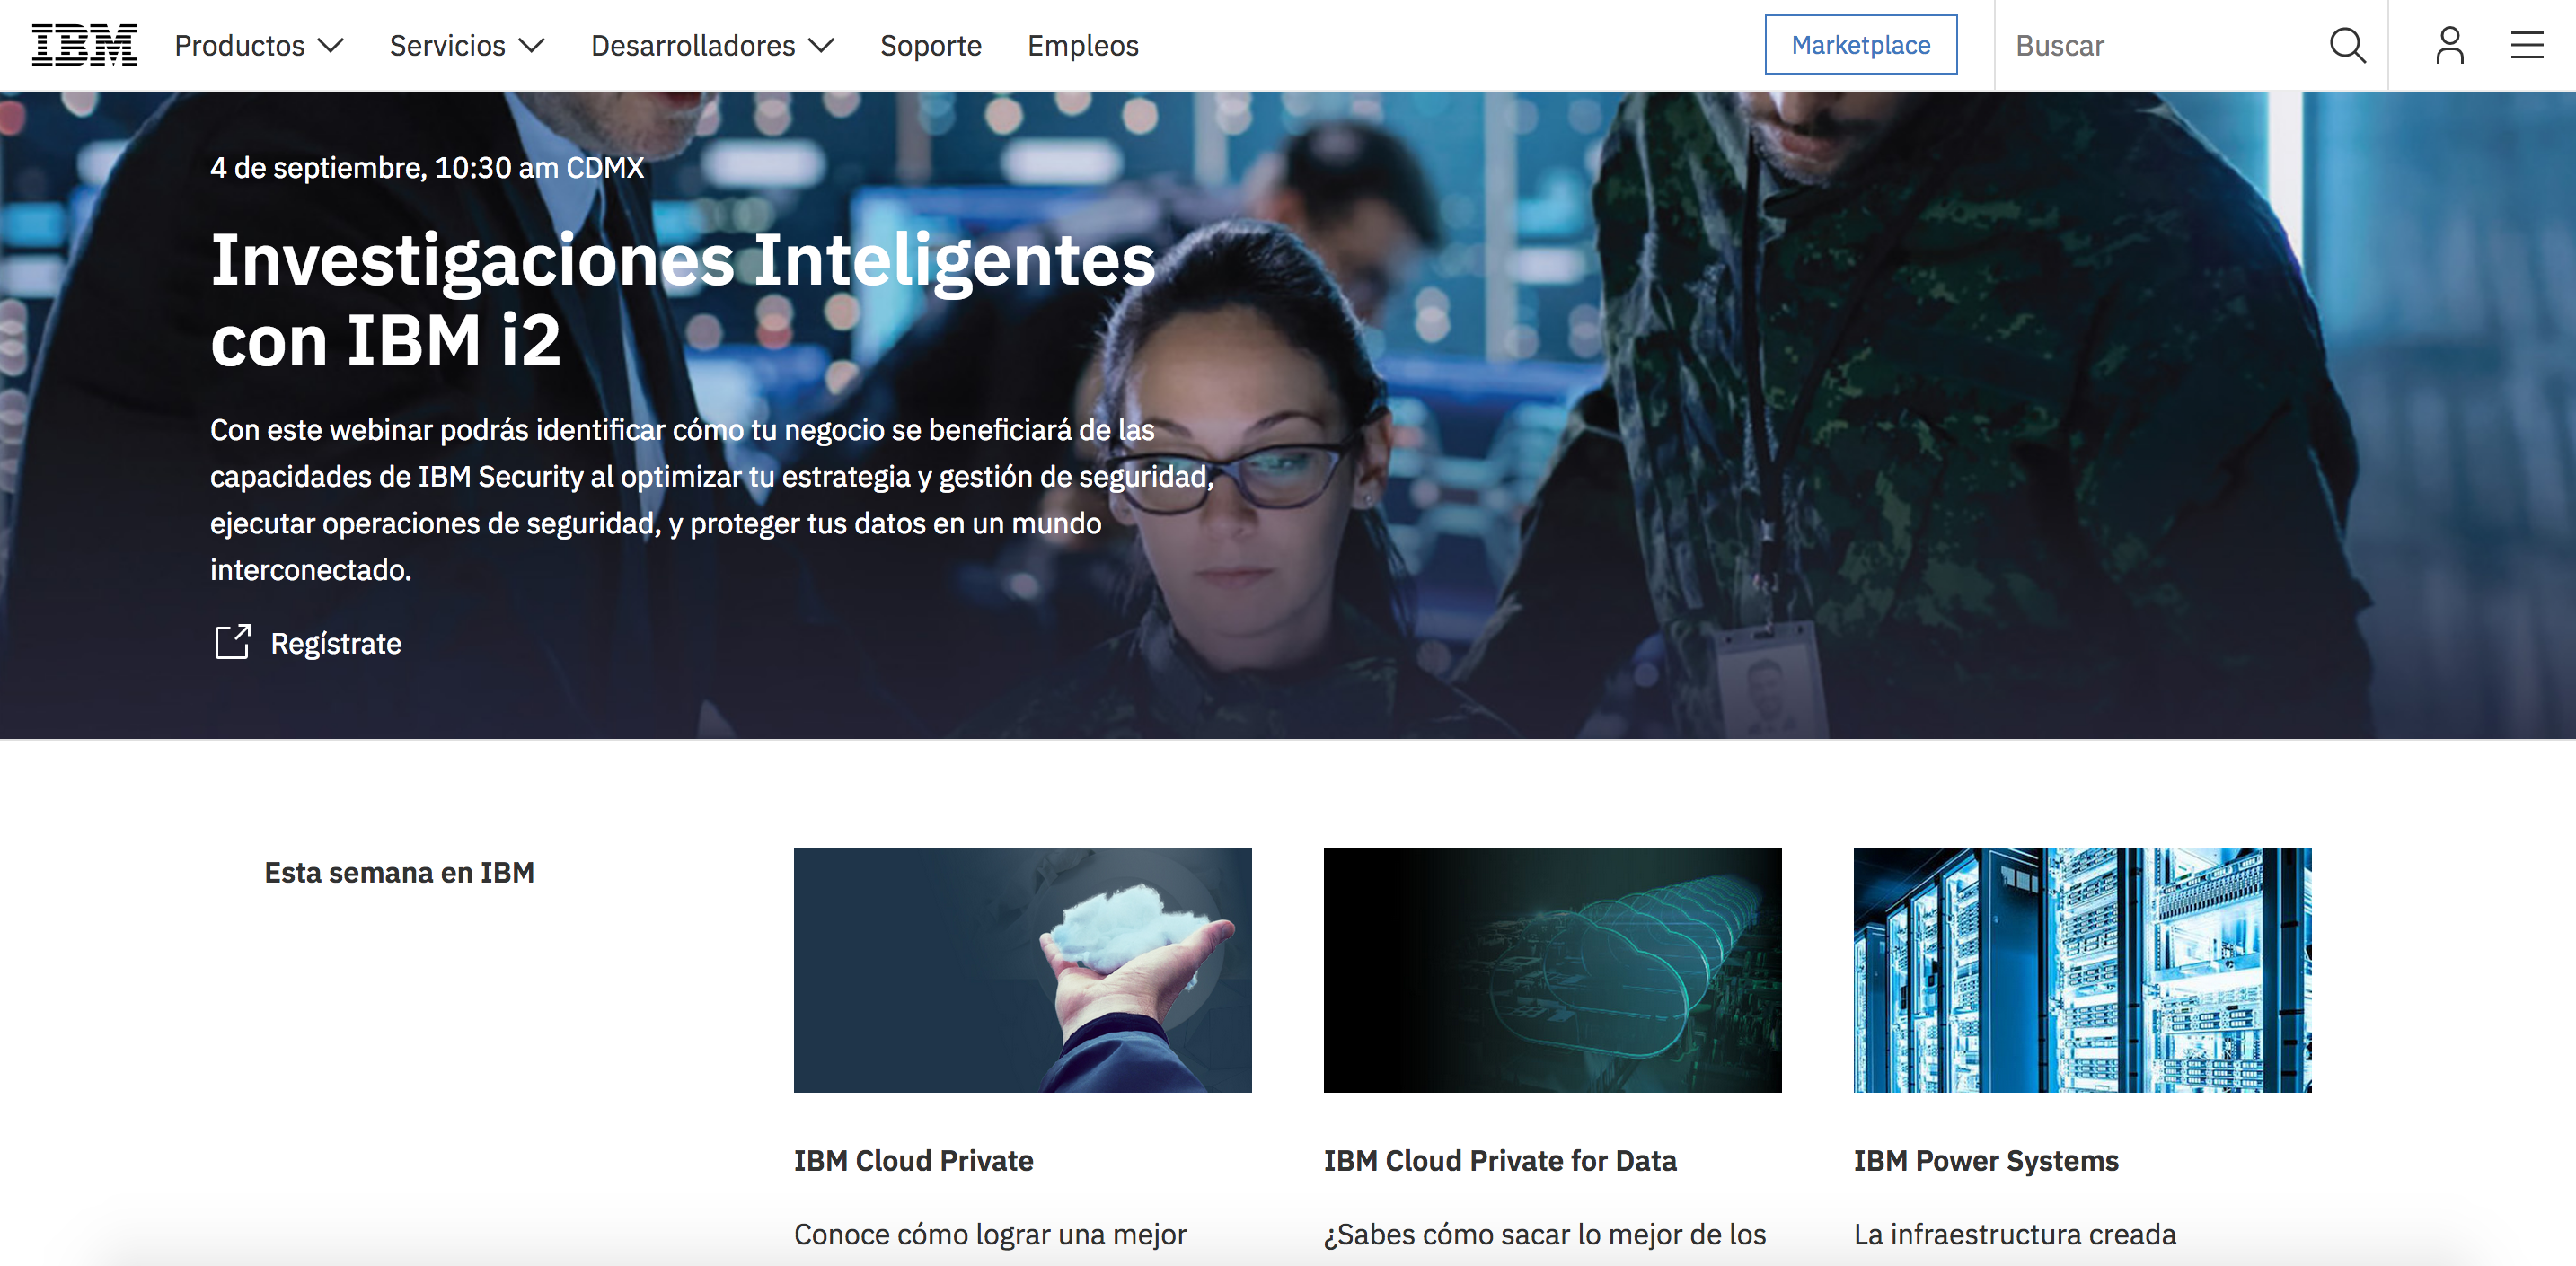 IBM
Productos
Servicios
Desarrolladores
Soporte
Empleos
Marketplace
Buscar
4 de septiembre, 10:30 am CDMX
Investigaciones Inteligentes
con IBM i2
Con este webinar podrás identificar cómo tu negocio se beneficiará de las
capacidades de IBM Security al optimizar tu estrategia y gestión de seguridad,
ejecutar operaciones de seguridad, y proteger tus datos en un mundo
interconectado.
Regístrate
Esta semana en IBM
IBM Cloud Private
Conoce cómo lograr una mejor
IBM Cloud Private for Data
¿Sabes cómo sacar lo mejor de los
IBM Power Systems
La infraestructura creada